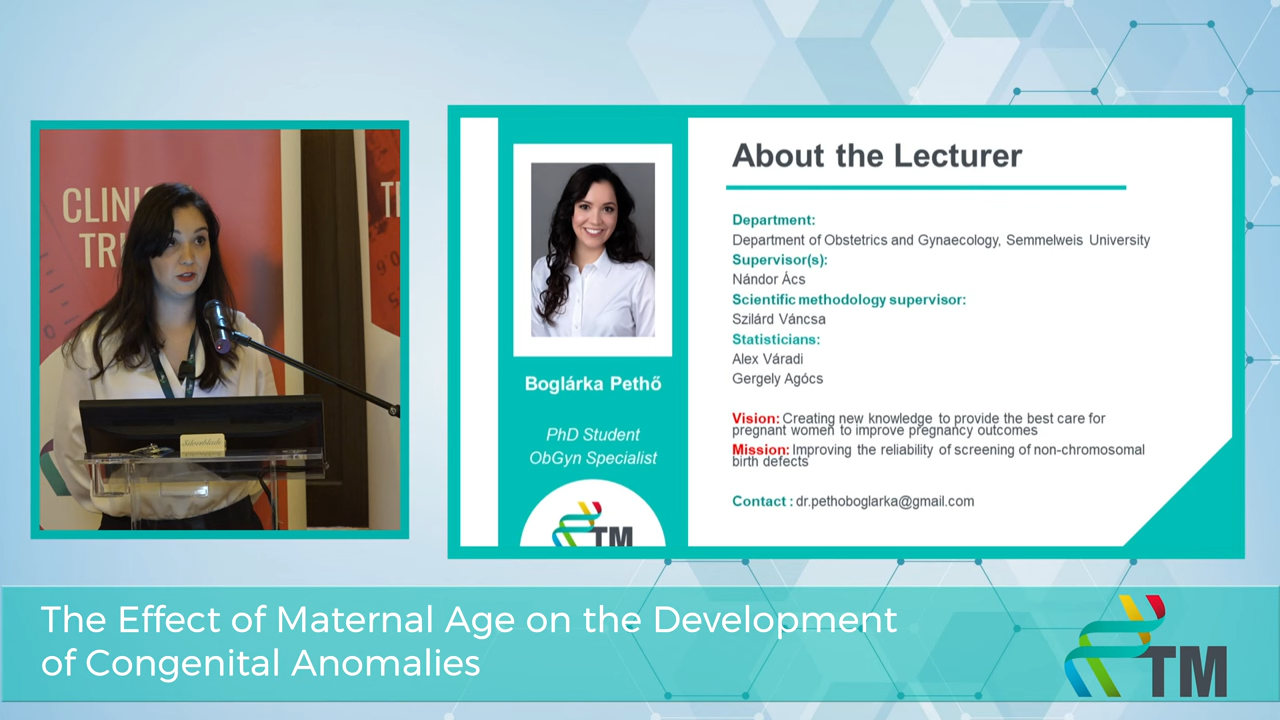 CLINIC
TRI
T
About the Lecturer
Department:
Department of Obstetrics and Gynaecology, Semmelweis University
Supervisor(s):
Nándor Ács
Scientific methodology supervisor:
Szilárd Váncsa
Statisticians:
Alex Váradi
Gergely Agócs
Vision: Creating new knowledge to provide the best care for
pregnant women to improve pregnancy outcomes
Mission: Improving the reliability of screening of non-chromosomal
birth defects
Contact : dr.pethoboglarka@gmail.com
Boglárka Pethő
PhD Student
ObGyn Specialist
TM
The Effect of Maternal Age on the Development
of Congenital Anomalies
TM